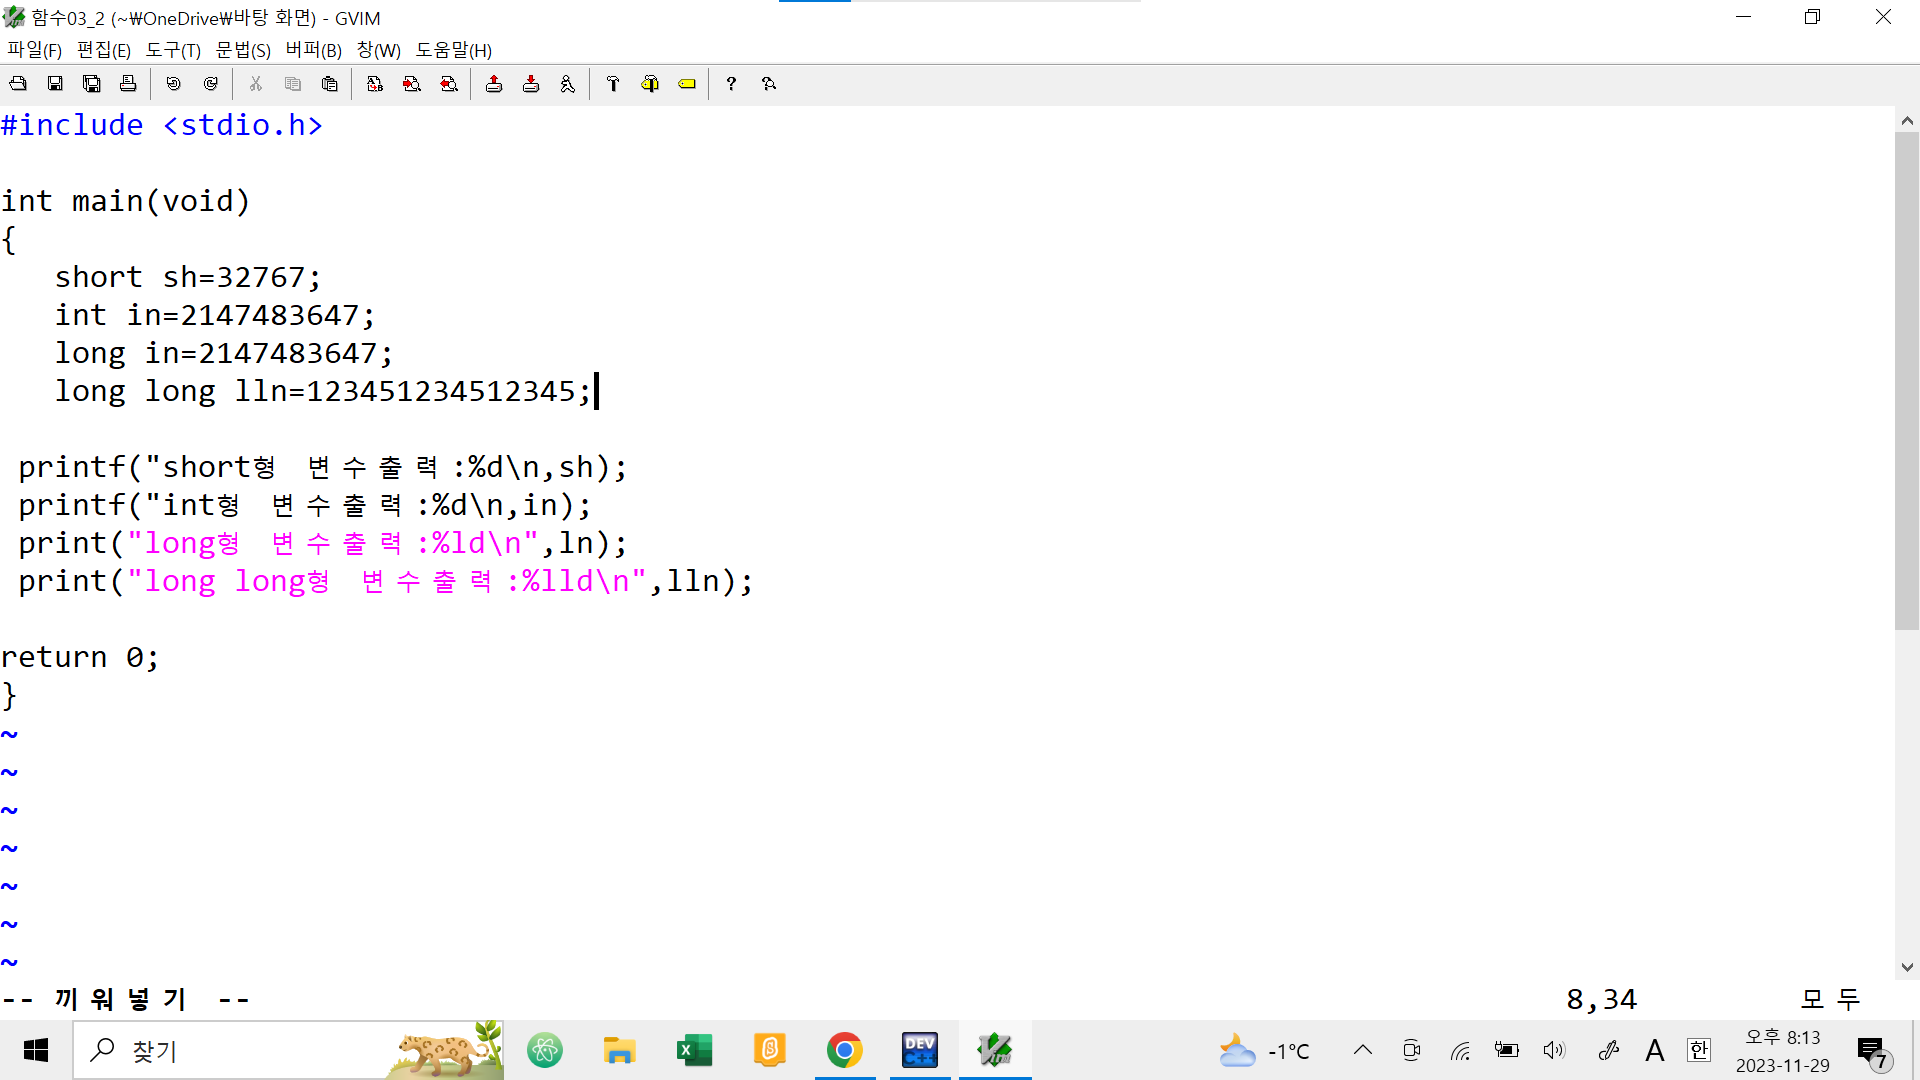 함수03_2 (~₩OneDrive₩바탕 화면) - GVIM
파일(F) 편집(E) 도구(T) 문법(S) 버퍼(B) 창(W) 도움말(H)
#include <stdio.h>
int main(void)
{
short sh=32767;
int in=2147483647;
long in=2147483647;
long long lln=123451234512345;
printf("short형 변수출력:%d\n,sh);
printf("int형 변수출력:%d\n,in);
print("long형 변수출력:%ld\n",ln);
print("long long형 변수출력:%lld\n",lln);
return 0;
}
~
~
~
~
~
~
~
-- 끼워넣기 -- 8,34 모두
찾기
DEV C++
-1°C
A
한
오후 8:13
2023-11-29
7